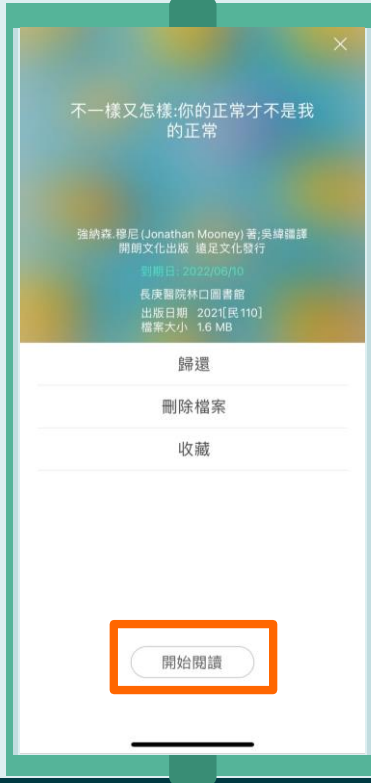 不一樣又怎樣:你的正常才不是我
的正常
強納森.穆尼 (Jonathan Mooney) 著;吳緯疆譯
開朗文化出版 遠足文化發行
到期日: 2022/06/10
長庚醫院林口圖書館
出版日期 2021[民110]
檔案大小 1.6 MB
歸還
刪除檔案
收藏
開始閱讀